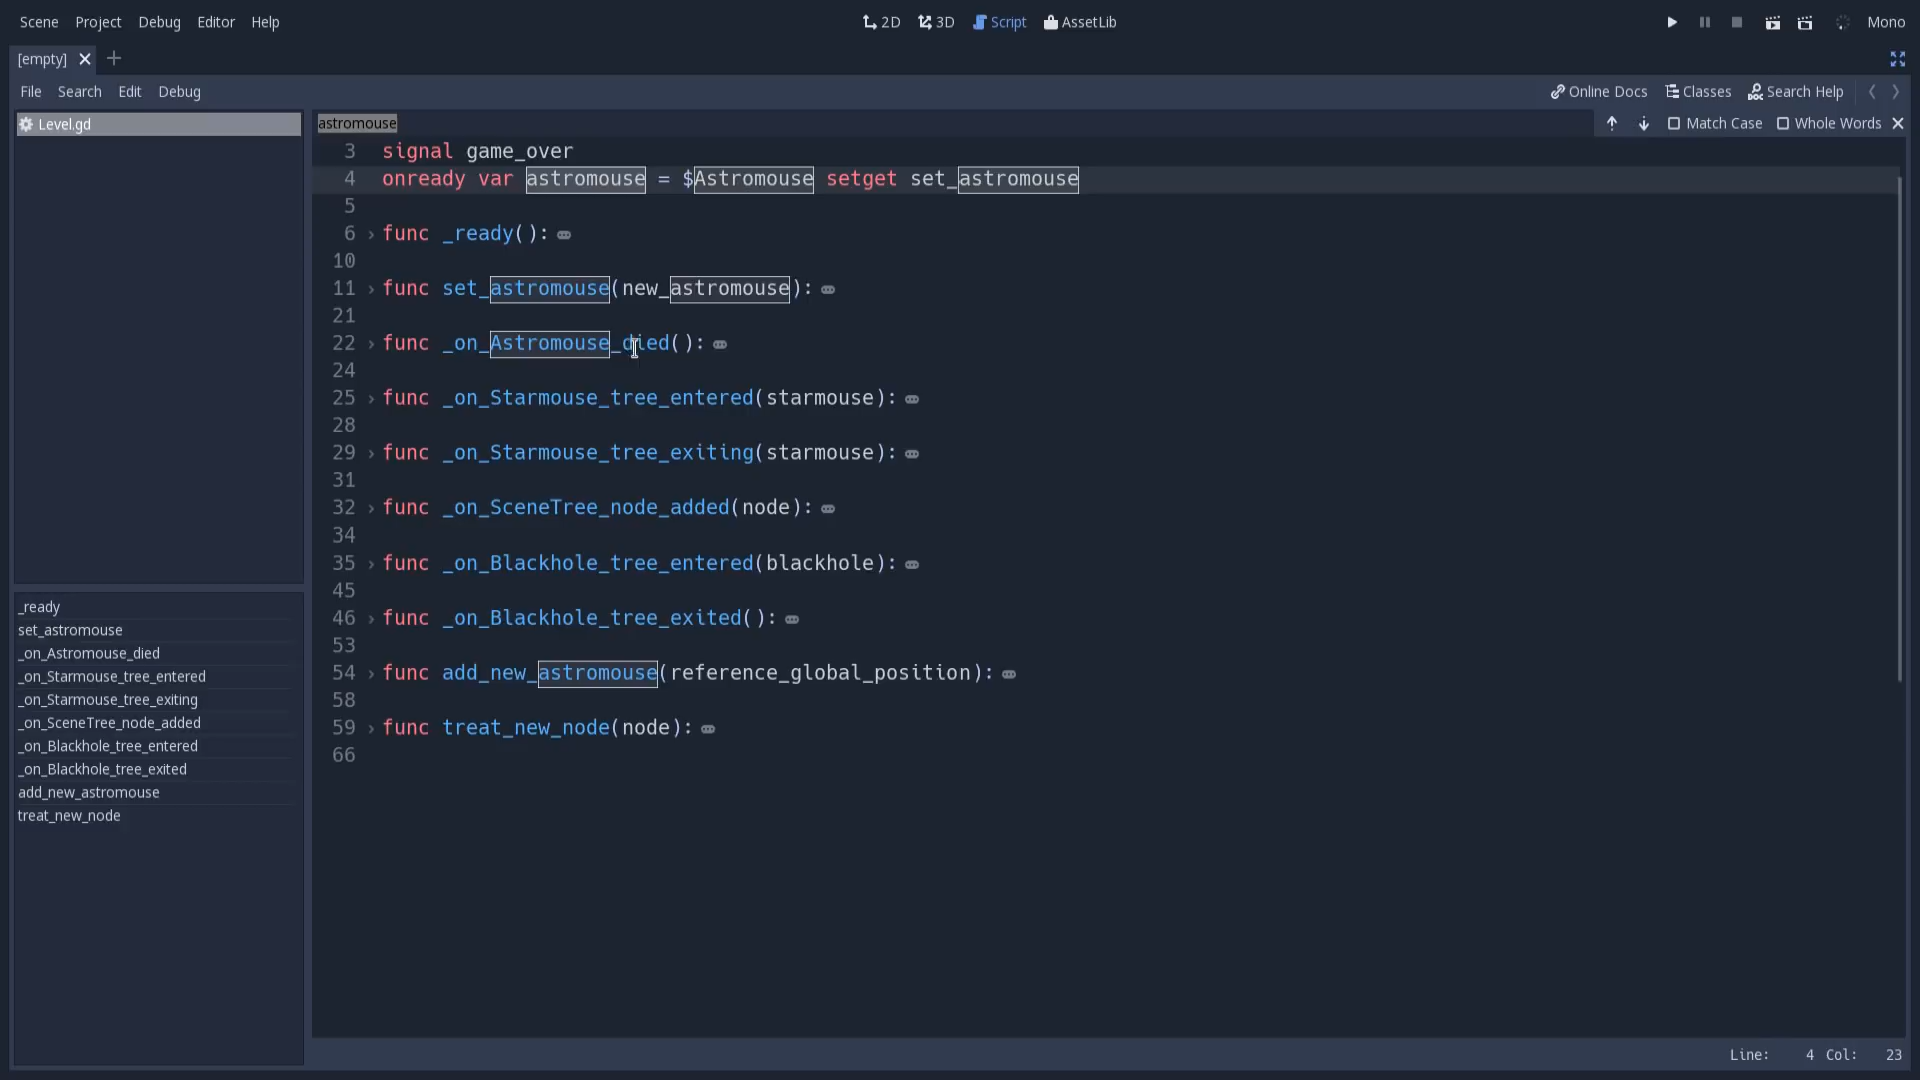 Scene Project Debug Editor Help 2D 3D Script AssetLib Mono
[empty]
File Search Edit Debug Online Docs Classes Search Help
Level.gd
astromouse Match Case Whole Words
3 signal game_over
4 onready var astromouse = $Astromouse setget set_astromouse
5
6 func _ready():
10
11 func set_astromouse(new_astromouse):
21
22 func _on_Astromouse_died():
24
25 func _on_Starmouse_tree_entered(starmouse):
28
29 func _on_Starmouse_tree_exiting(starmouse):
31
32 func _on_SceneTree_node_added(node):
34
35 func _on_Blackhole_tree_entered(blackhole):
45
46 func _on_Blackhole_tree_exited():
53
54 func add_new_astromouse(reference_global_position):
58
59 func treat_new_node(node):
66
_ready
set_astromouse
_on_Astromouse_died
_on_Starmouse_tree_entered
_on_Starmouse_tree_exiting
_on_SceneTree_node_added
_on_Blackhole_tree_entered
_on_Blackhole_tree_exited
add_new_astromouse
treat_new_node
Line: 4 Col: 23